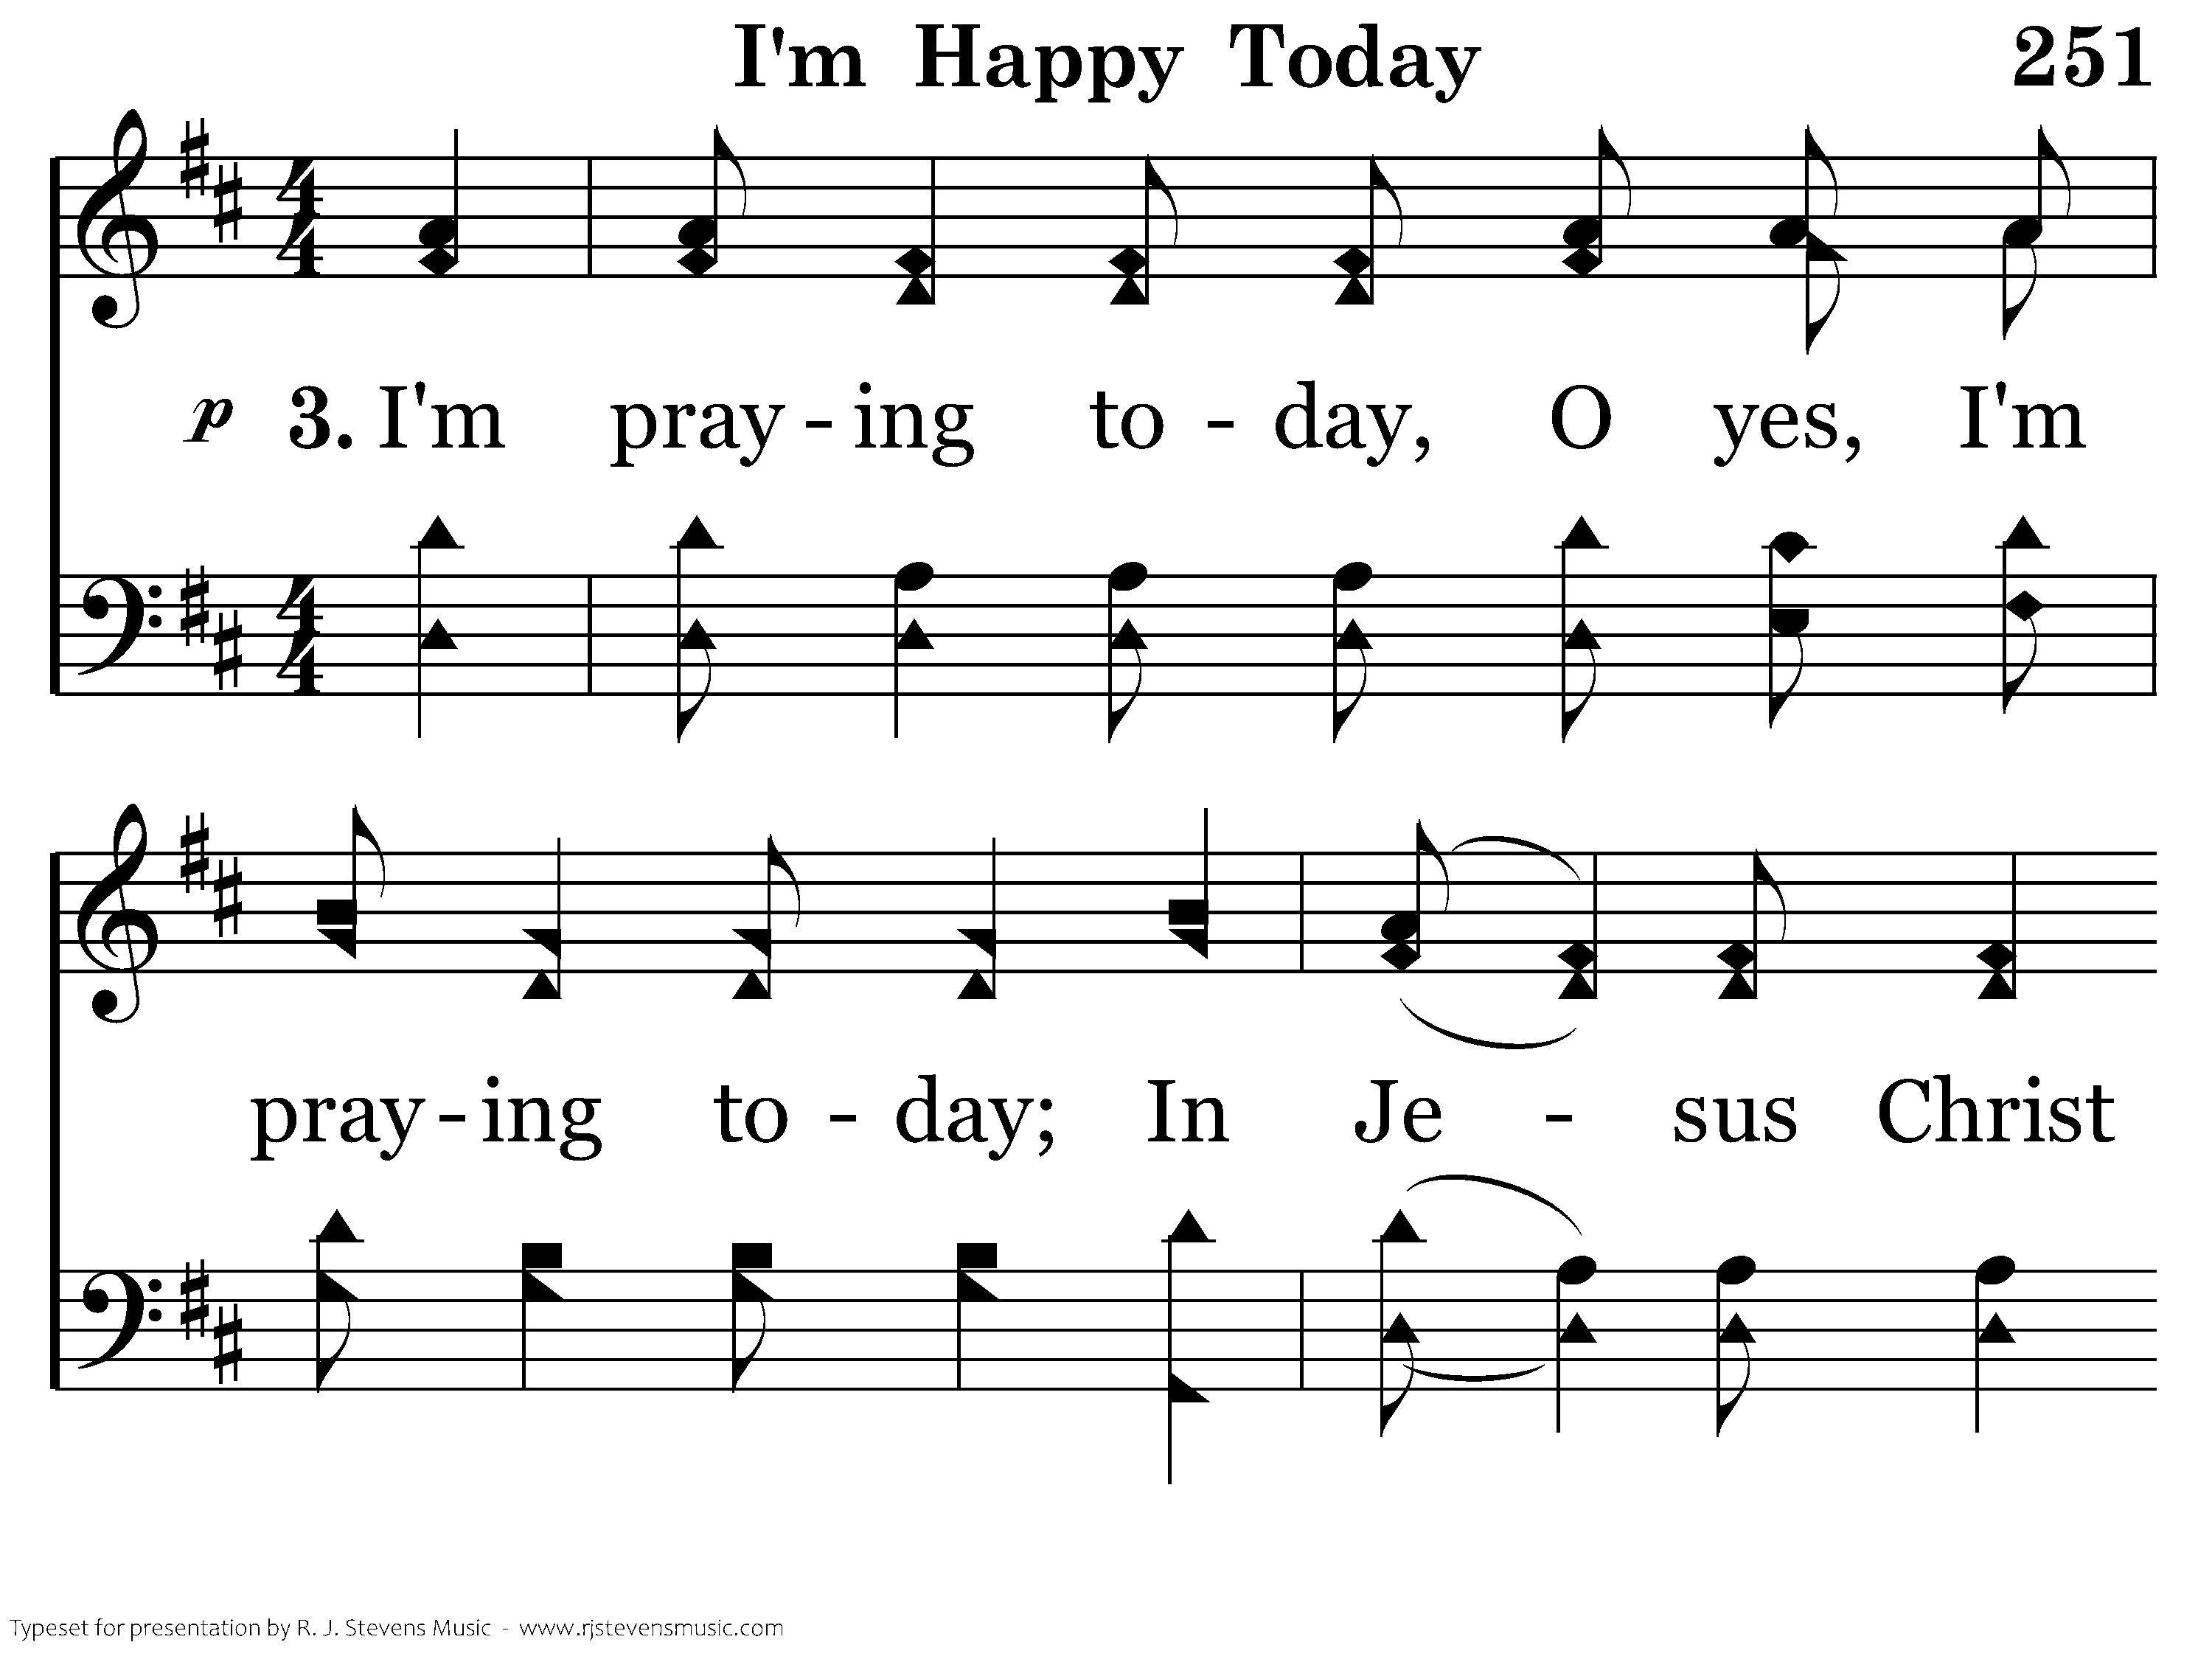 I'm Happy Today 251
p 3. I'm pray - ing to - day, O yes, I'm
pray - ing to - day; In Je - sus Christ
Typeset for presentation by R. J. Stevens Music - www.rjstevensmusic.com